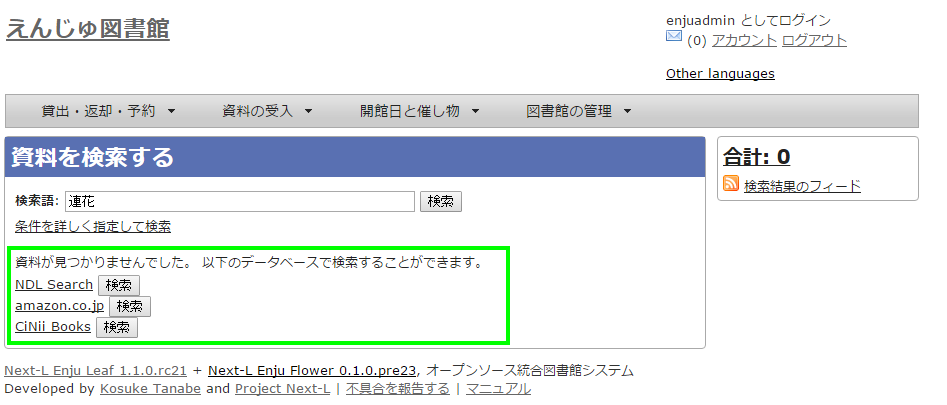 えんじゅ図書館
enjuadmin としてログイン
(0) アカウント ログアウト
Other languages
貸出・返却・予約 資料の受入 開館日と催し物 図書館の管理
資料を検索する
検索語: 蓮花 検索
条件を詳しく指定して検索
資料が見つかりませんでした。 以下のデータベースで検索することができます。
NDL Search 検索
amazon.co.jp 検索
CiNii Books 検索
合計: 0
検索結果のフィード
Next-L Enju Leaf 1.1.0.rc21 + Next-L Enju Flower 0.1.0.pre23, オープンソース統合図書館システム
Developed by Kosuke Tanabe and Project Next-L | 不具合を報告する | マニュアル